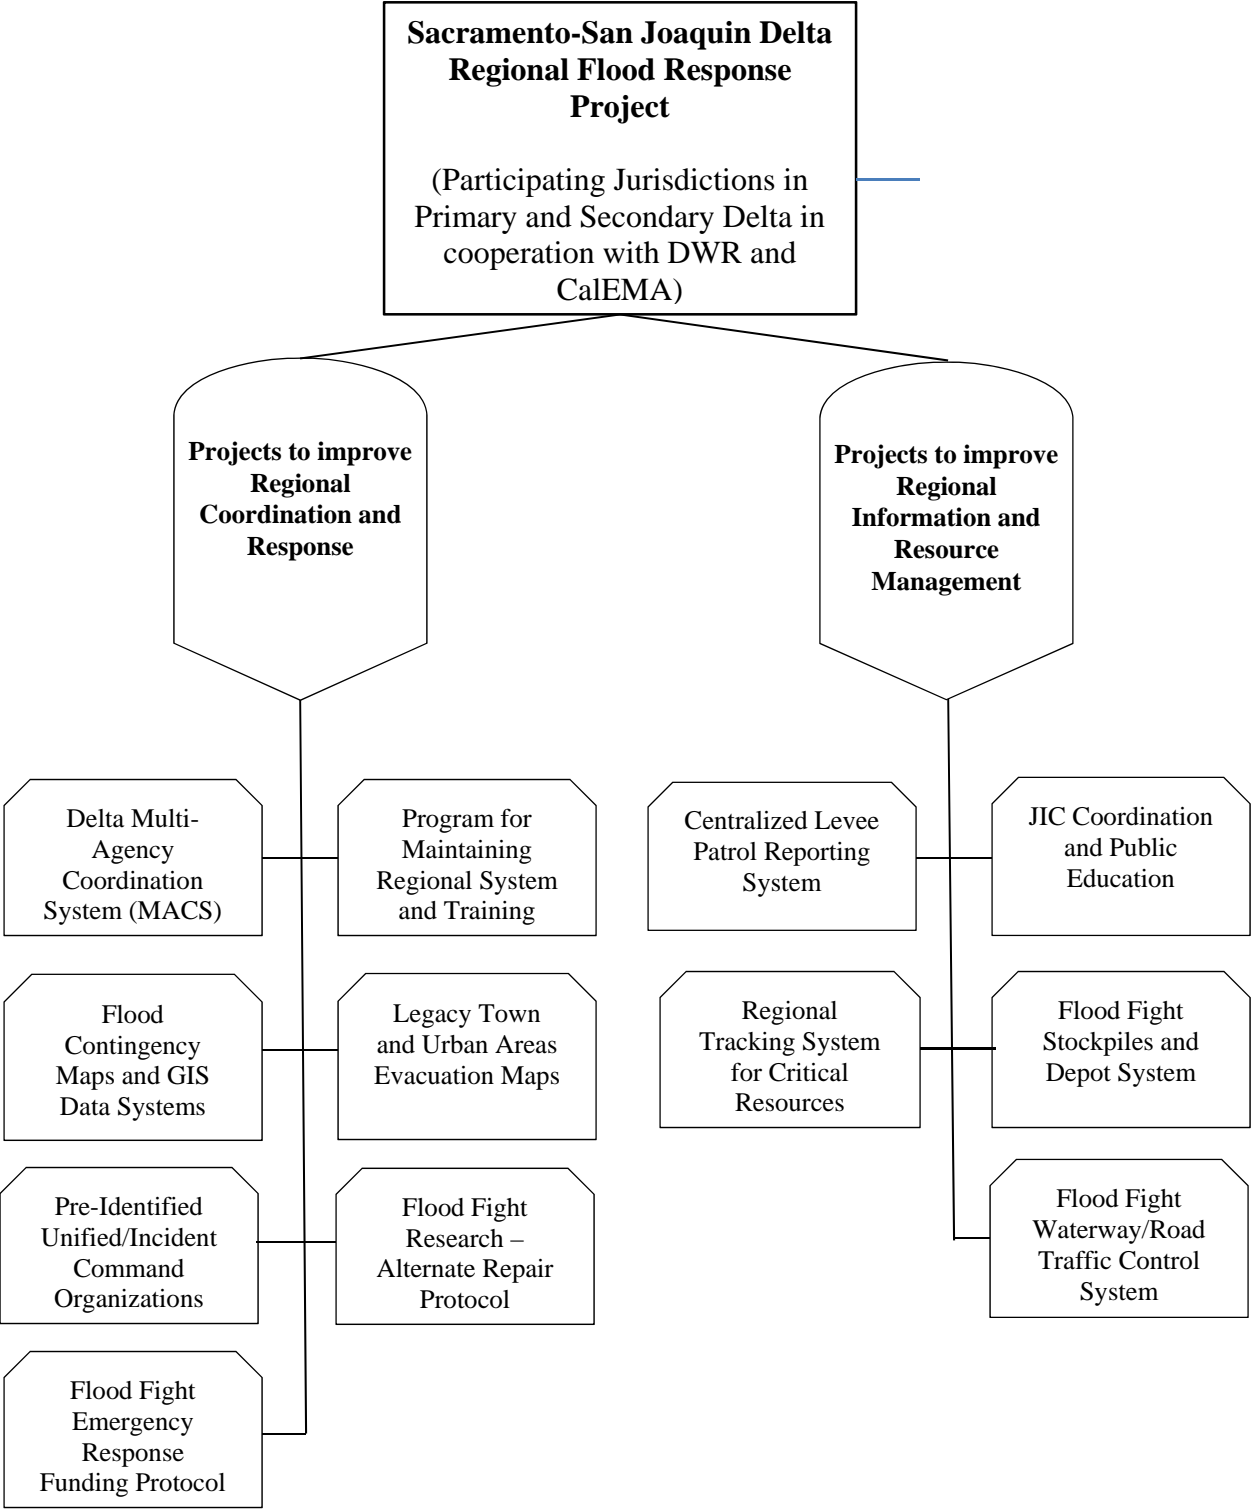 Sacramento-San Joaquin Delta
Regional Flood Response
Project
(Participating Jurisdictions in
Primary and Secondary Delta in
cooperation with DWR and
CalEMA)
Projects to improve
Regional
Coordination and
Response
Projects to improve
Regional
Information and
Resource
Management
Delta Multi-
Agency
Coordination
System (MACS)
Program for
Maintaining
Regional System
and Training
Centralized Levee
Patrol Reporting
System
JIC Coordination
and Public
Education
Flood
Contingency
Maps and GIS
Data Systems
Legacy Town
and Urban Areas
Evacuation Maps
Regional
Tracking System
for Critical
Resources
Flood Fight
Stockpiles and
Depot System
Pre-Identified
Unified/Incident
Command
Organizations
Flood Fight
Research –
Alternate Repair
Protocol
Flood Fight
Waterway/Road
Traffic Control
System
Flood Fight
Emergency
Response
Funding Protocol